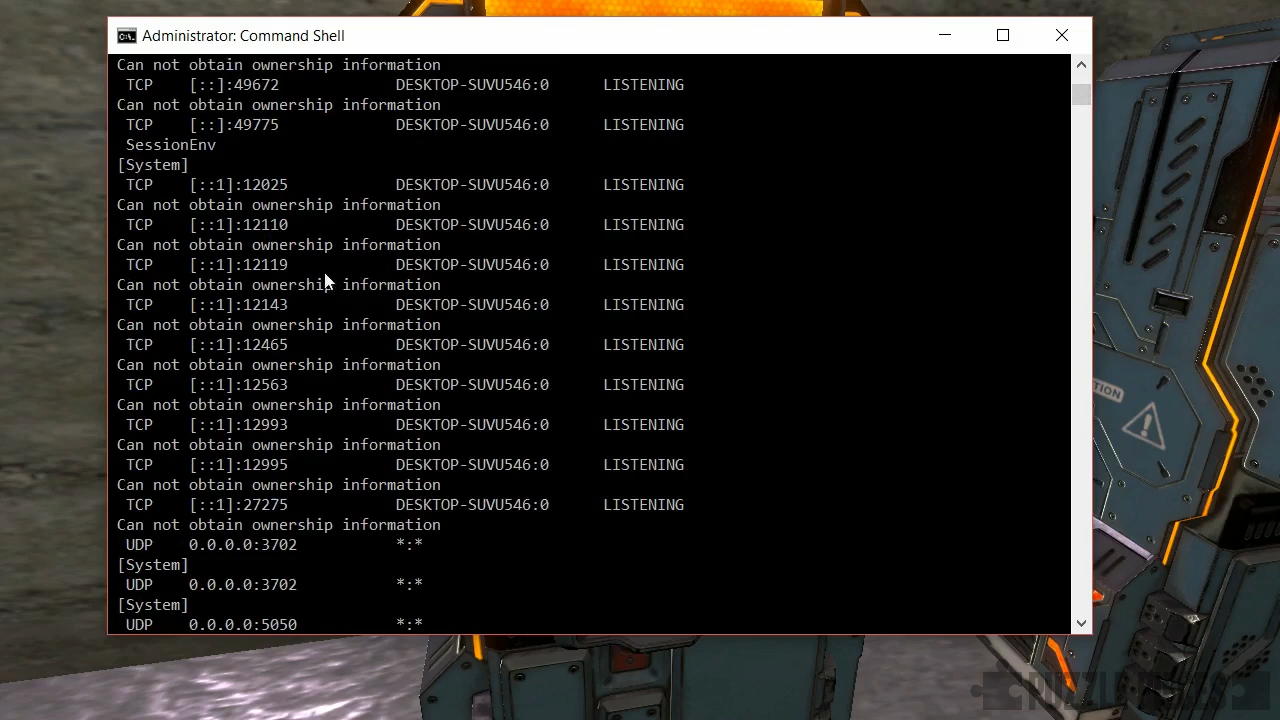 Administrator: Command Shell
Can not obtain ownership information
TCP [::]:49672 DESKTOP-SUVU546:0 LISTENING
Can not obtain ownership information
TCP [::]:49775 DESKTOP-SUVU546:0 LISTENING
SessionEnv
[System]
TCP [::1]:12025 DESKTOP-SUVU546:0 LISTENING
Can not obtain ownership information
TCP [::1]:12110 DESKTOP-SUVU546:0 LISTENING
Can not obtain ownership information
TCP [::1]:12119 DESKTOP-SUVU546:0 LISTENING
Can not obtain ownership information
TCP [::1]:12143 DESKTOP-SUVU546:0 LISTENING
Can not obtain ownership information
TCP [::1]:12465 DESKTOP-SUVU546:0 LISTENING
Can not obtain ownership information
TCP [::1]:12563 DESKTOP-SUVU546:0 LISTENING
Can not obtain ownership information
TCP [::1]:12993 DESKTOP-SUVU546:0 LISTENING
Can not obtain ownership information
TCP [::1]:12995 DESKTOP-SUVU546:0 LISTENING
Can not obtain ownership information
TCP [::1]:27275 DESKTOP-SUVU546:0 LISTENING
Can not obtain ownership information
UDP 0.0.0.0:3702 *:*
[System]
UDP 0.0.0.0:3702 *:*
[System]
UDP 0.0.0.0:5050 *:*